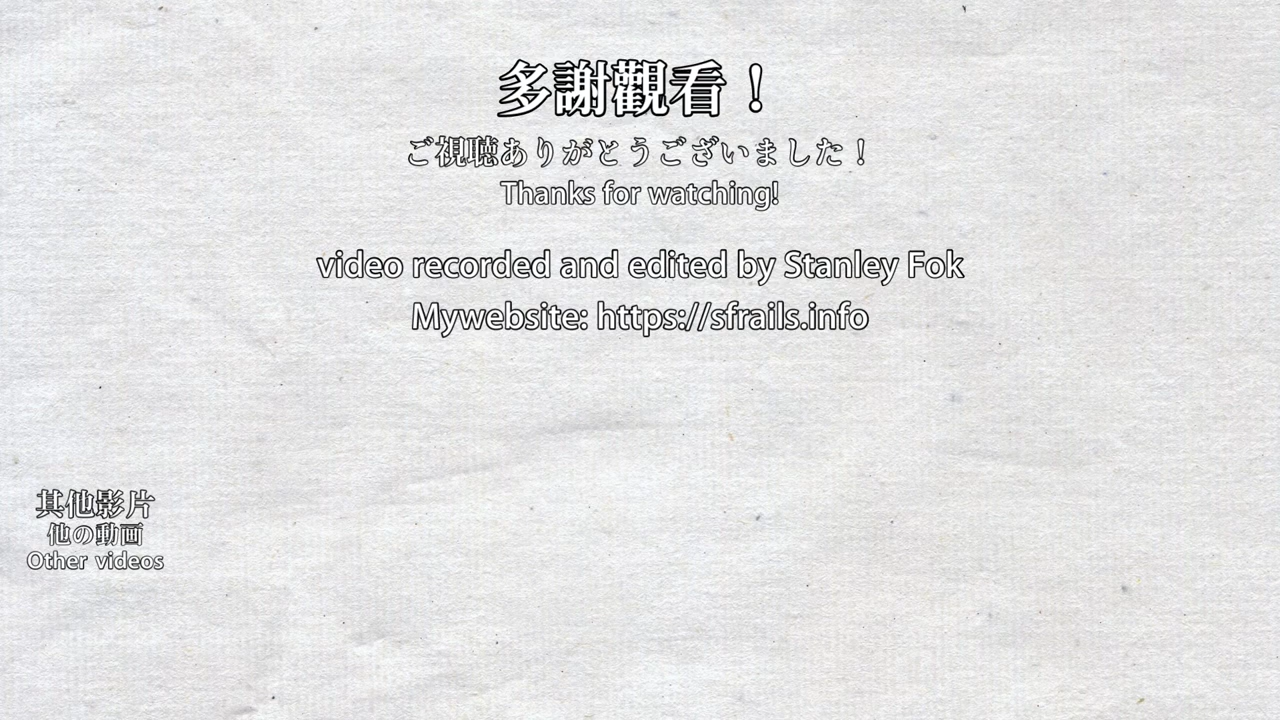 多謝觀看！
ご視聴ありがとうございました！
Thanks for watching!
video recorded and edited by Stanley Fok
Mywebsite: https://sfrails.info
其他影片
他の動画
Other videos